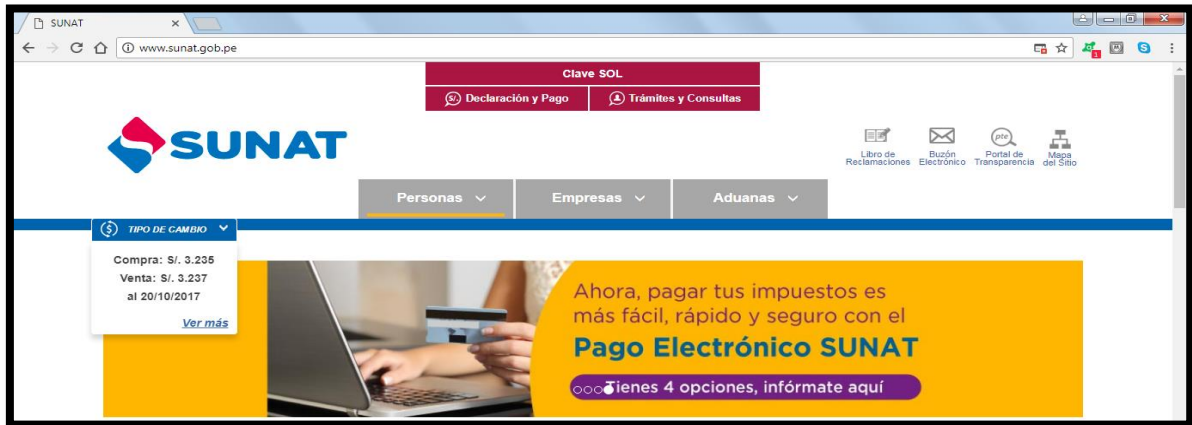 SUNAT
www.sunat.gob.pe
Clave SOL
Declaración y Pago
Trámites y Consultas
SUNAT
Libro de
Reclamaciones
Buzón
Electrónico
pte
Portal de
Transparencia
Mapa
del Sitio
Personas
Empresas
Aduanas
TIPO DE CAMBIO
Compra: S/. 3.235
Venta: S/. 3.237
al 20/10/2017
Ver más
Ahora, pagar tus impuestos es
más fácil, rápido y seguro con el
Pago Electrónico SUNAT
Tienes 4 opciones, infórmate aquí